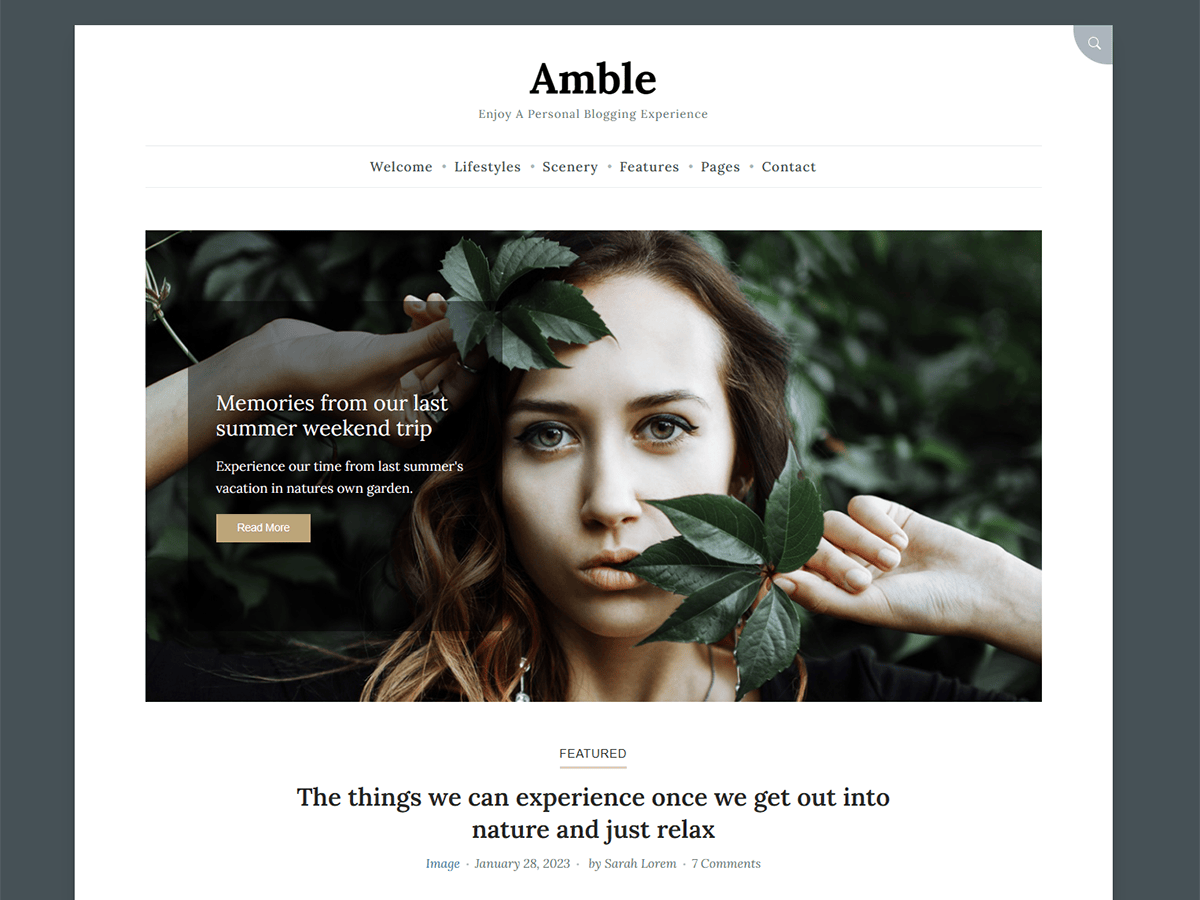 Amble
Enjoy A Personal Blogging Experience
Welcome • Lifestyles • Scenery • Features • Pages • Contact
Memories from our last
summer weekend trip
Experience our time from last summer's
vacation in natures own garden.
Read More
FEATURED
The things we can experience once we get out into
nature and just relax
Image · January 28, 2023 · by Sarah Lorem · 7 Comments